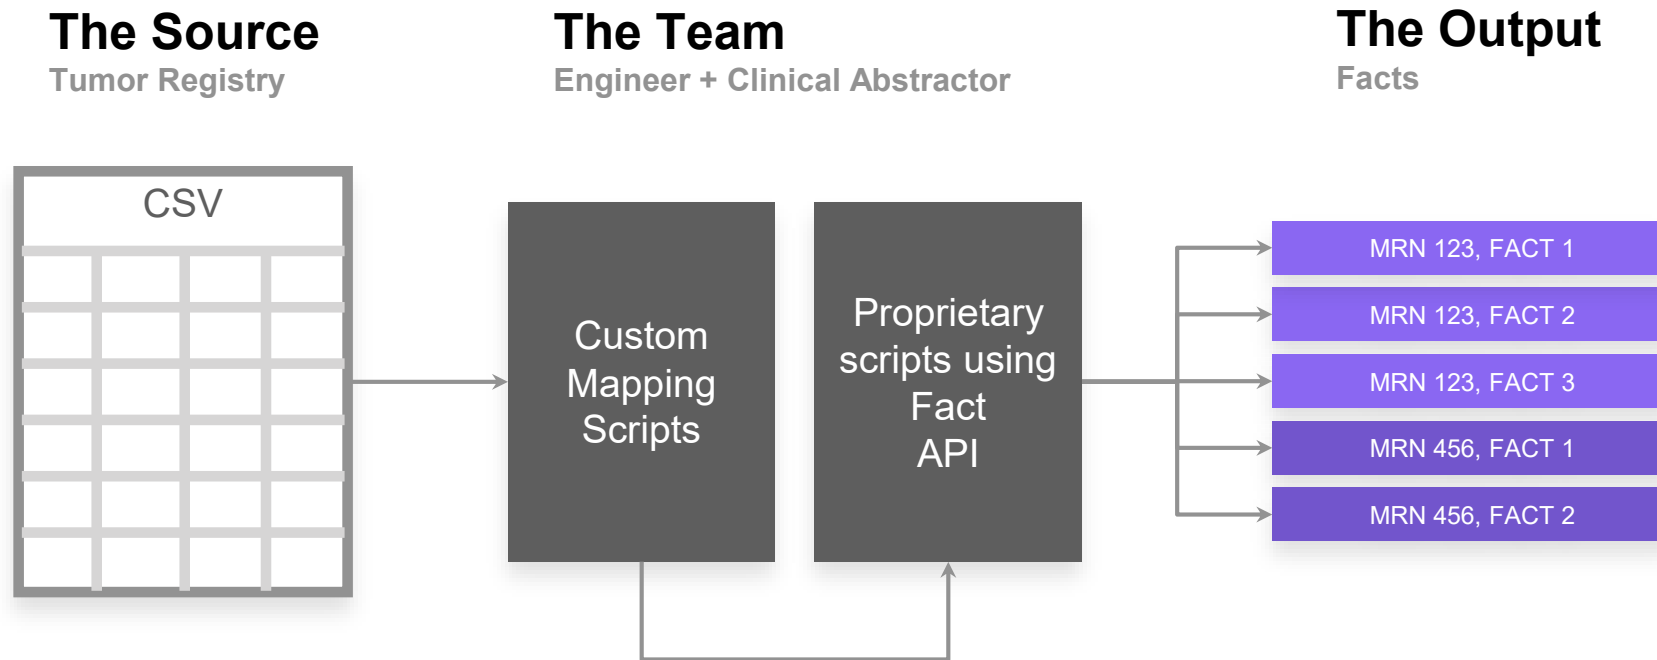 The Source
Tumor Registry
The Team
Engineer + Clinical Abstractor
The Output
Facts
CSV
Custom
Mapping
Scripts
Proprietary
scripts using
Fact
API
MRN 123, FACT 1
MRN 123, FACT 2
MRN 123, FACT 3
MRN 456, FACT 1
MRN 456, FACT 2